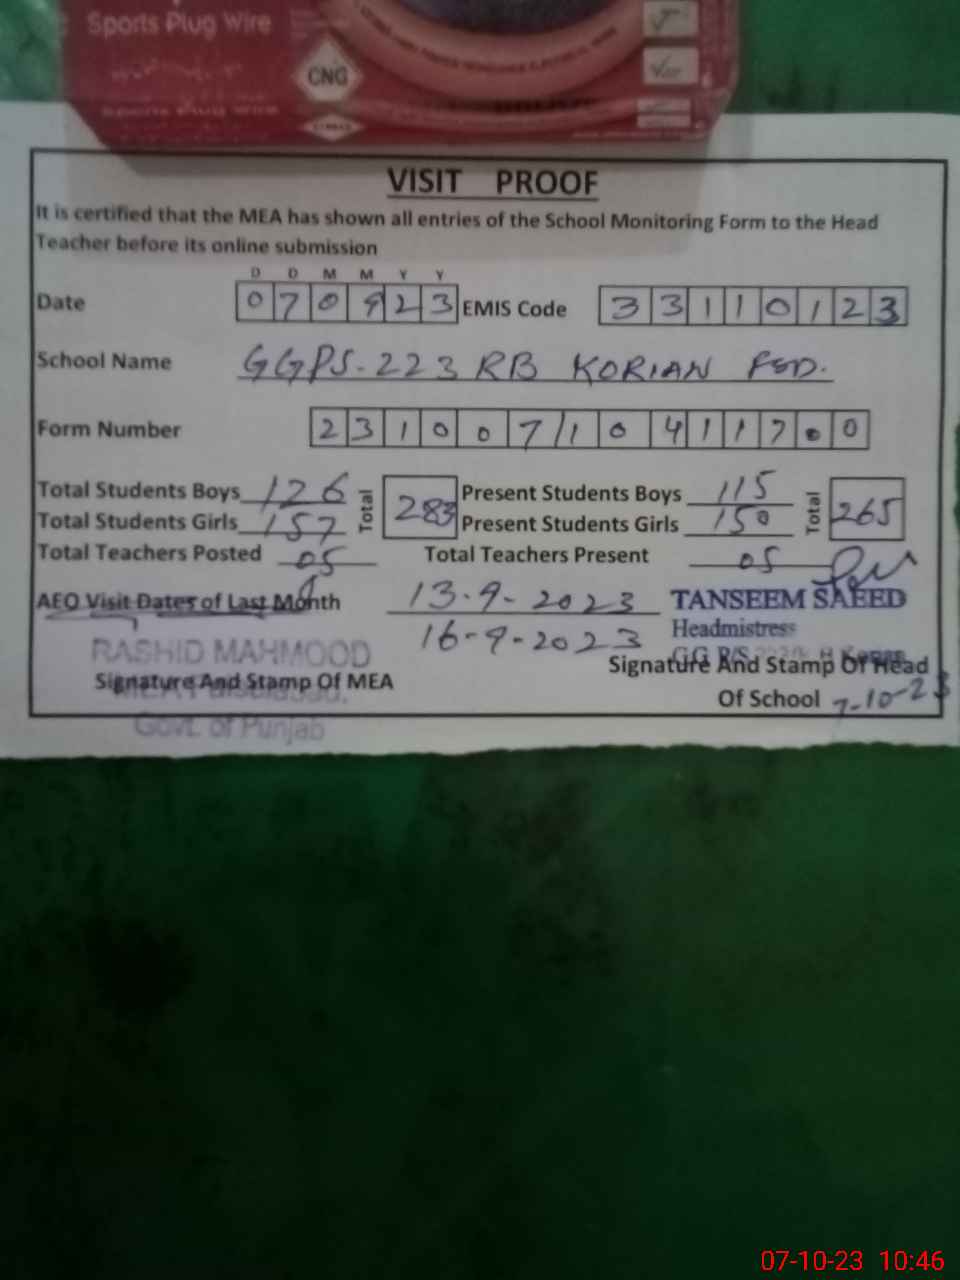 Sports Plug Wire
CNG
VISIT PROOF
It is certified that the MEA has shown all entries of the School Monitoring Form to the Head
Teacher before its online submission
D D M M Y Y
Date 0 7 0 9 2 3 EMIS Code 3 3 1 1 0 1 2 3
School Name GGPS. 223 RB KORIAN FSD.
Form Number 2 3 1 0 0 7 1 0 4 1 1 7 0 0
Total Students Boys 126 Total 283 Present Students Boys 115 Total 265
Total Students Girls 157 Present Students Girls 150
Total Teachers Posted 05 Total Teachers Present 05
AEO Visit Dates of Last Month 13-9-2023 TANSEEM SAEED
16-9-2023 Headmistress
RASHID MAHMOOD
Signature And Stamp Of MEA Signature And Stamp Of Head
Of School 7-10-23
Govt. of Punjab
07-10-23 10:46